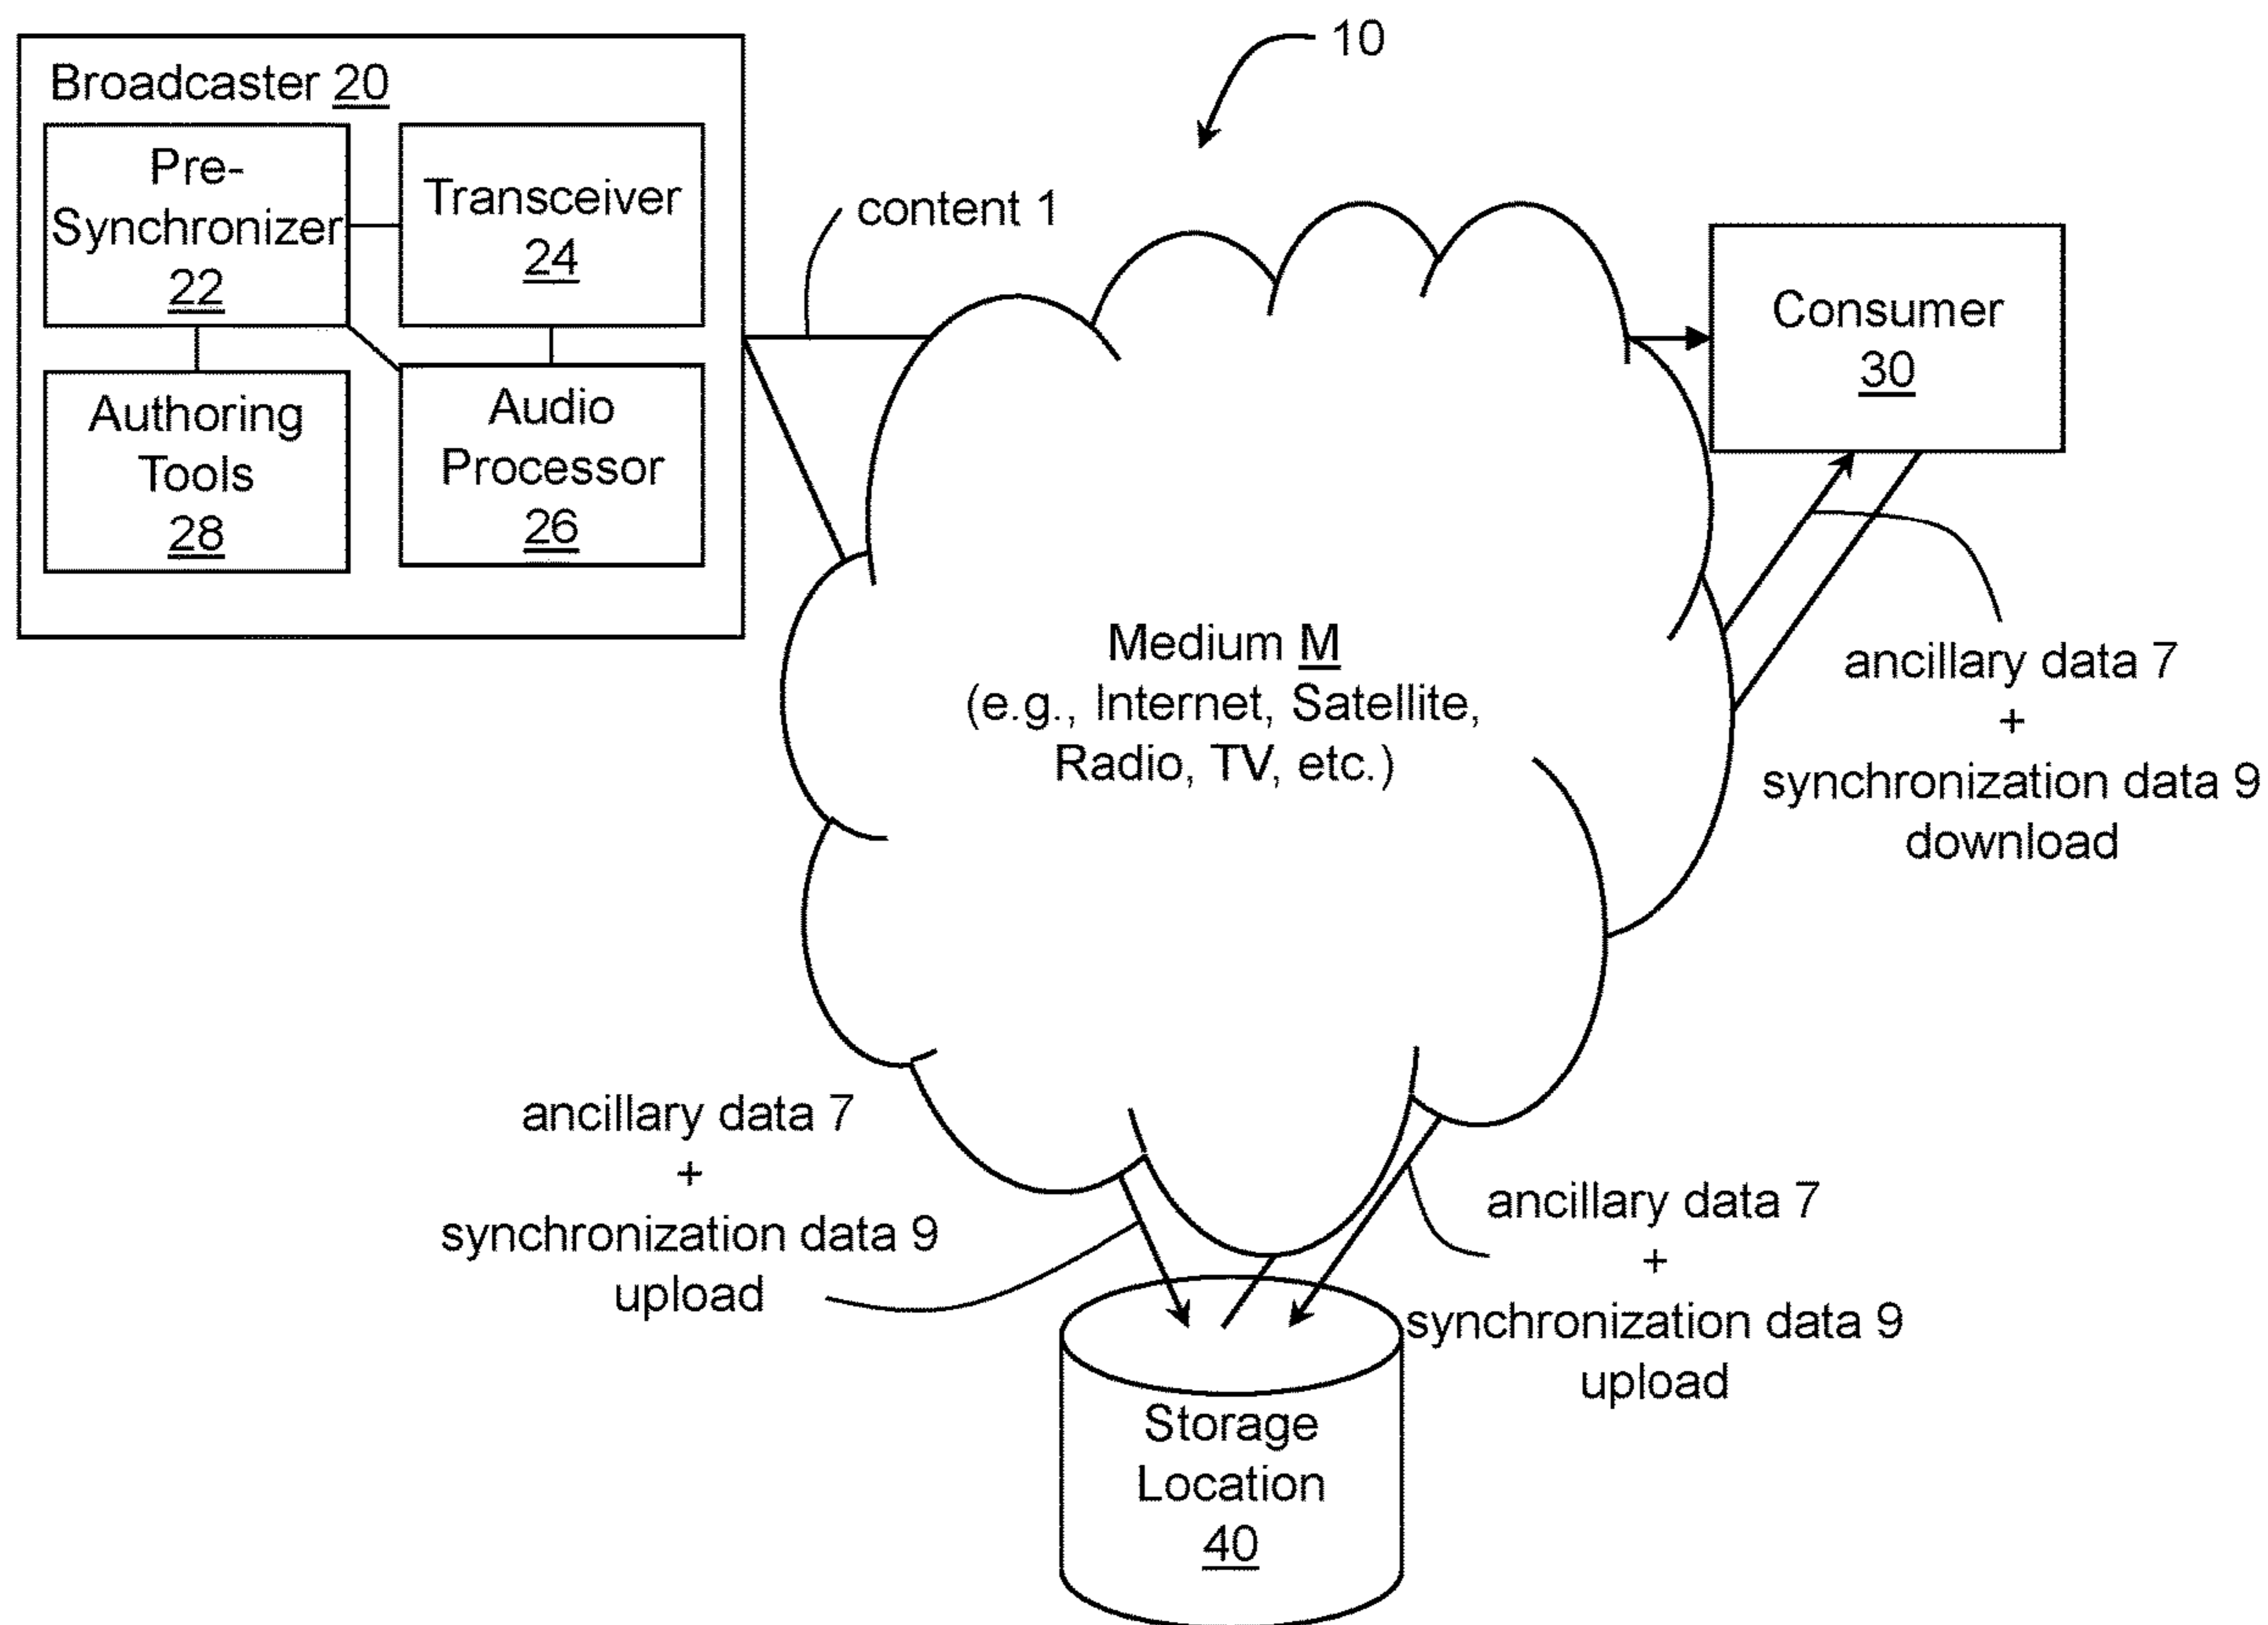 10
Broadcaster 20
Pre-
Synchronizer
22
Transceiver
24
Authoring
Tools
28
Audio
Processor
26
content 1
Consumer
30
Medium M
(e.g., Internet, Satellite,
Radio, TV, etc.)
ancillary data 7
+
synchronization data 9
download
ancillary data 7
+
synchronization data 9
upload
ancillary data 7
+
synchronization data 9
upload
Storage
Location
40